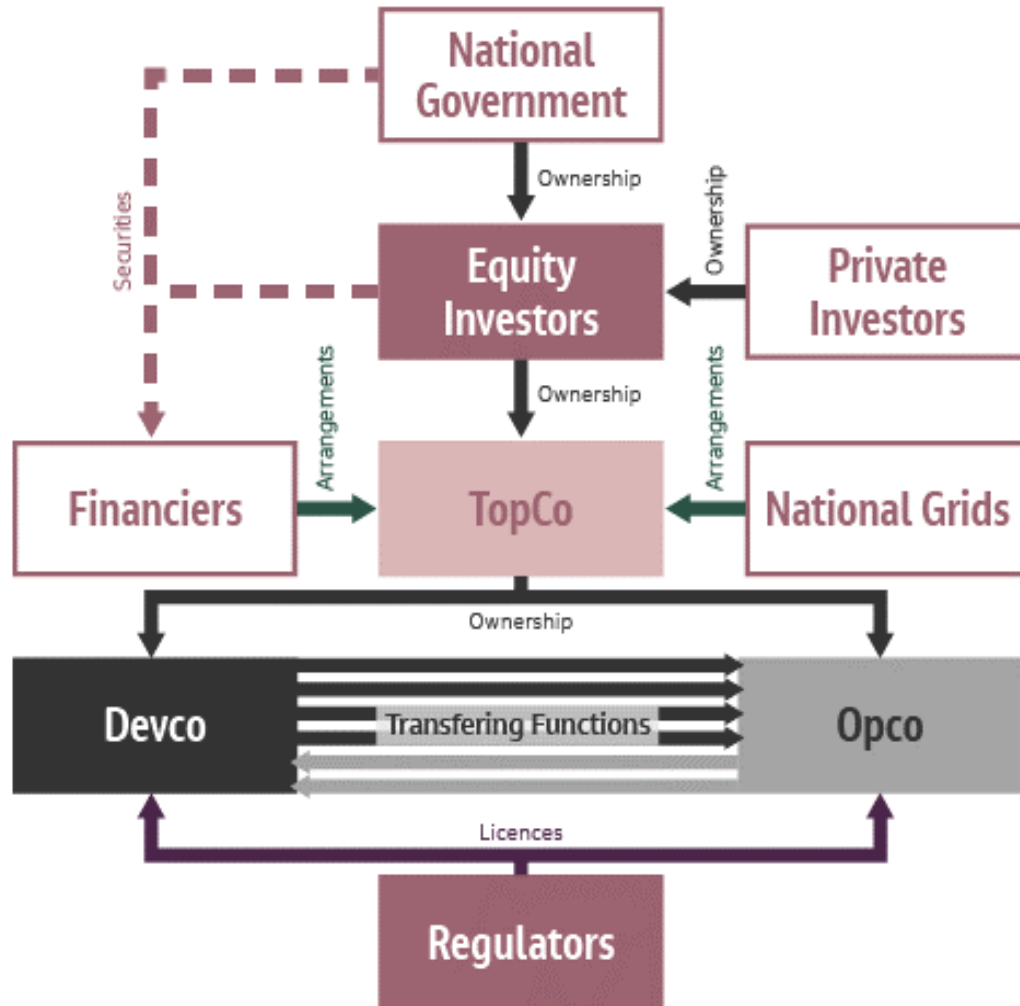 National
Government
Ownership
Securities
Ownership
Equity
Investors
Private
Investors
Ownership
Arrangements
Arrangements
Financiers
TopCo
National Grids
Ownership
Devco
Transfering Functions
Opco
Licences
Regulators